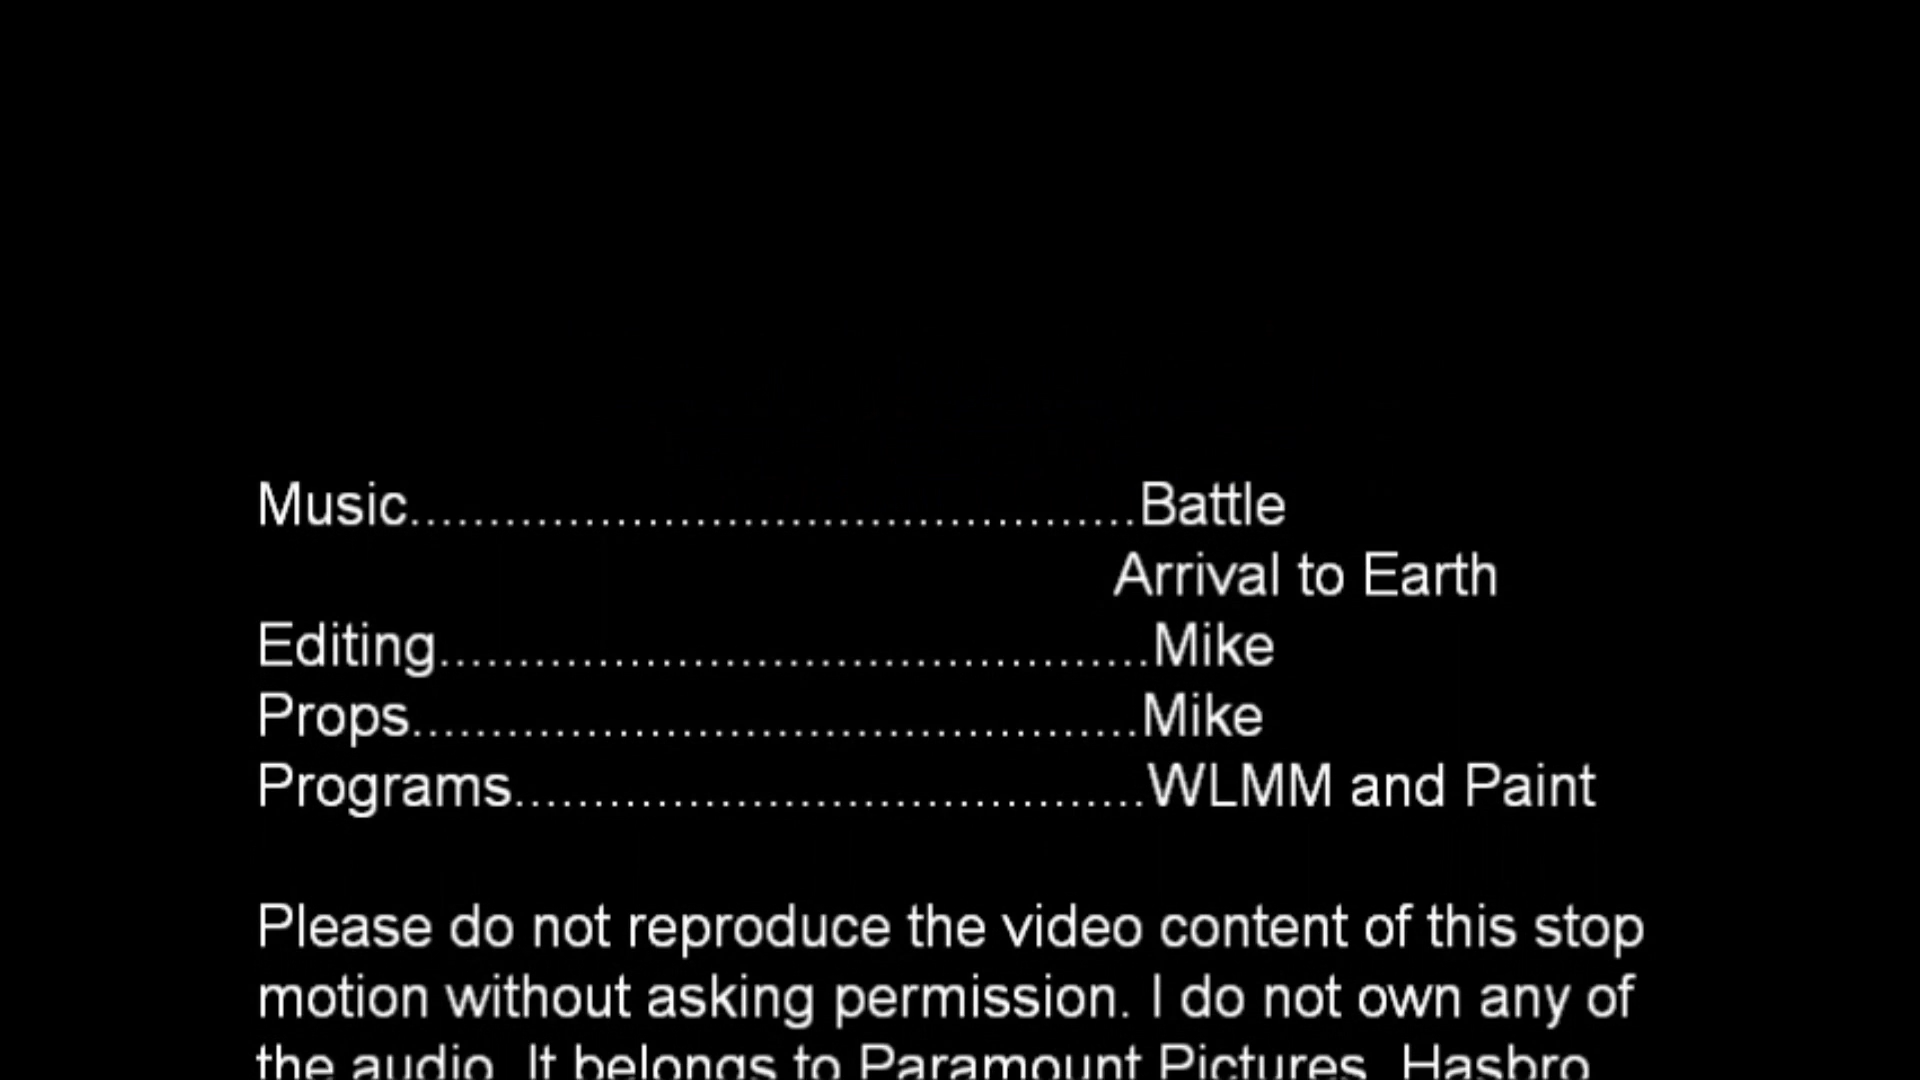 Music..............................................Battle
Arrival to Earth
Editing.............................................Mike
Props..............................................Mike
Programs........................................WLMM and Paint
Please do not reproduce the video content of this stop
motion without asking permission. I do not own any of
the audio. It belongs to Paramount Pictures, Hasbro